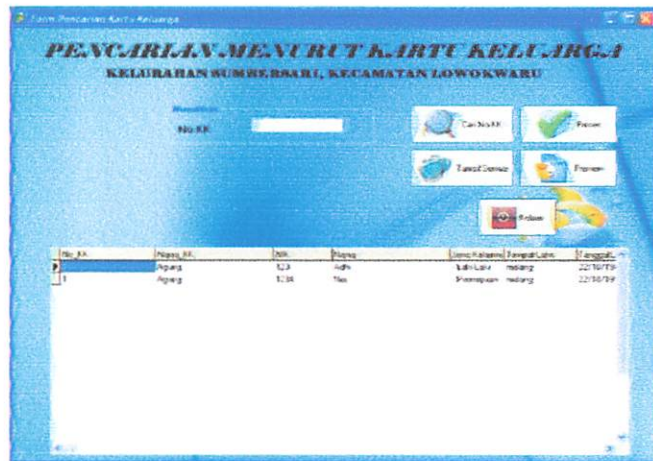 Form Pencarian Kartu Keluarga
PENCARIAN MENURUT KARTU KELUARGA
KELURAHAN SUMBERSARI, KECAMATAN LOWOKWARU
No KK
Cari No KK
Tampil Semua
Keluar
No_KK Nama_KK NIK Nama Jenis Kelamin Tempat Lahir Tanggal
Agung 123 Laki-Laki malang
1 Agung 1234 Perempuan malang